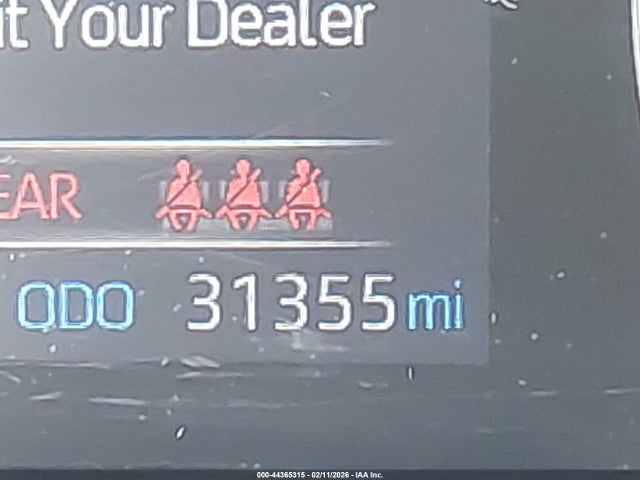 it Your Dealer
EAR
ODO 31355 mi
000-44365315 - 02/11/2026 - IAA Inc.